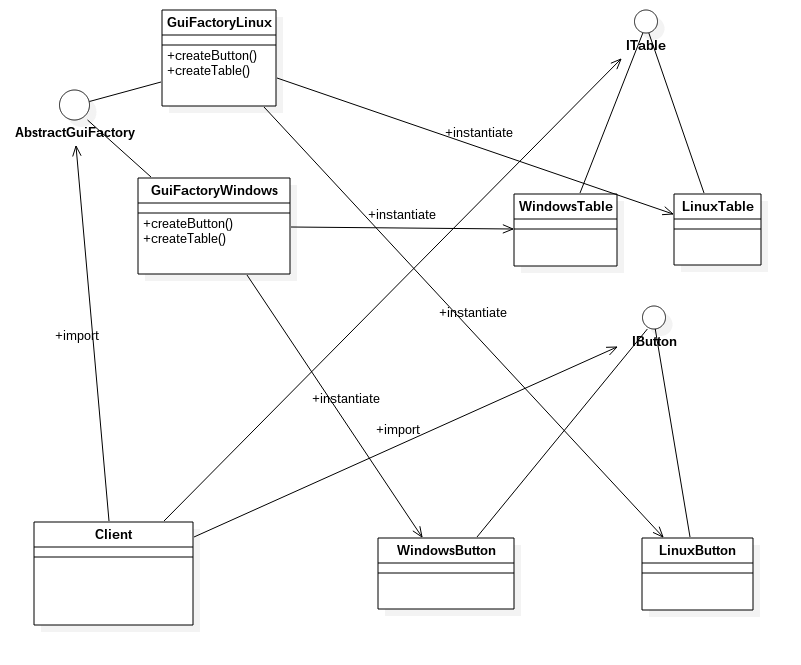 GuiFactoryLinux
+createButton()
+createTable()
ITable
AbstractGuiFactory
+instantiate
GuiFactoryWindows
+createButton()
+createTable()
+instantiate
WindowsTable
LinuxTable
+instantiate
+import
IButton
+instantiate
+import
Client
WindowsButton
LinuxButton